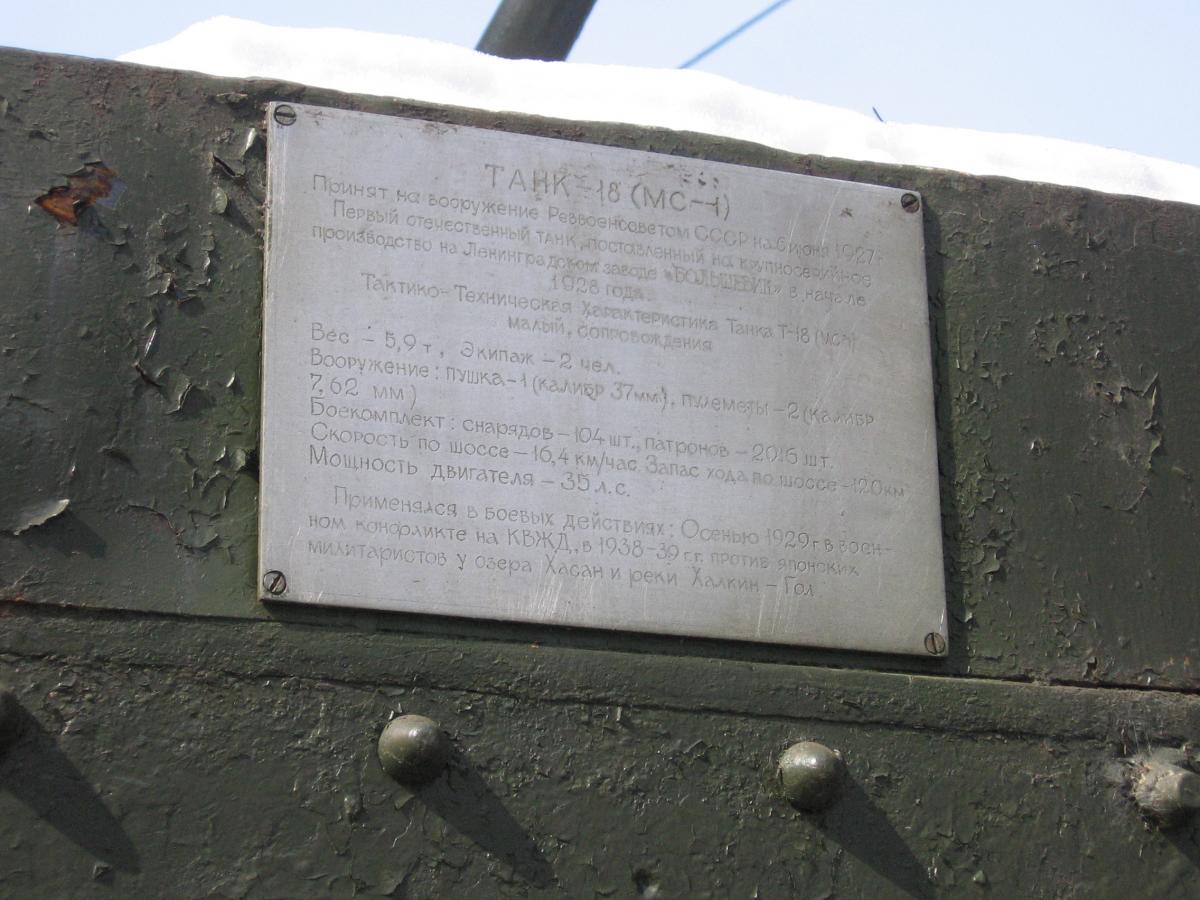 ТАНК-18 (МС-1)
Принят на вооружение Реввоенсоветом СССР на 6 июня 1927г
Первый отечественный танк, поставленный на крупносерийное
производство на Ленинградском заводе «БОЛЬШЕВИК» в начале
1928 года.
Тактико-Техническая Характеристика Танка Т-18 (МС1)
малый, сопровождения
Вес - 5,9 т, Экипаж - 2 чел.
Вооружение: пушка-1 (калибр 37мм), пулеметы-2 (калибр
7,62 мм)
Боекомплект: снарядов-104 шт., патронов-2016 шт.
Скорость по шоссе-16,4 км/час. Запас хода по шоссе-120км
Мощность двигателя - 35 л.с.
Применялся в боевых действиях: Осенью 1929г. в воен-
ном конфликте на КВЖД, в 1938-39 г.г. против японских
милитаристов у озера Хасан и реки Халкин-Гол